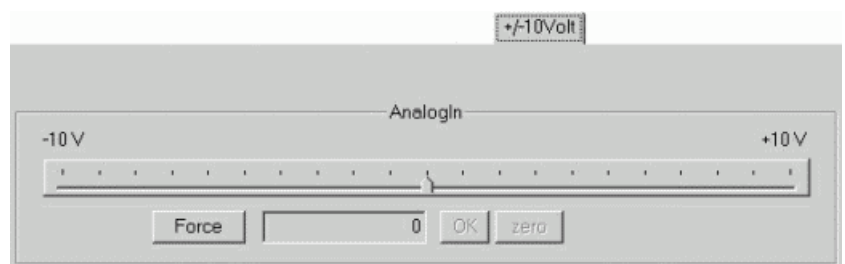 +/-10Volt
AnalogIn
-10 V +10 V
Force 0 OK zero